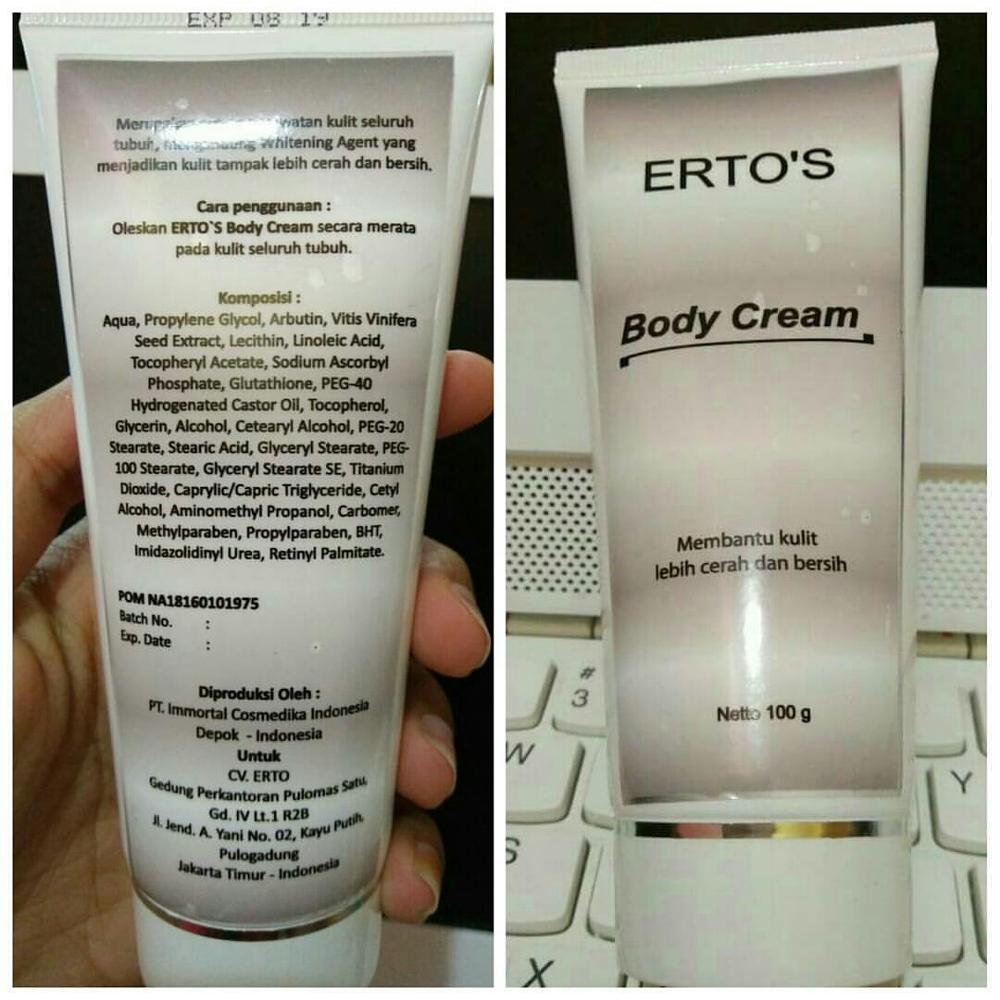 EXP 08 19
kulit seluruh
tubuh, Whitening Agent yang
menjadikan kulit tampak lebih cerah dan bersih.
Cara penggunaan :
Oleskan ERTO`S Body Cream secara merata
pada kulit seluruh tubuh.
Komposisi :
Aqua, Propylene Glycol, Arbutin, Vitis Vinifera
Seed Extract, Lecithin, Linoleic Acid,
Tocopheryl Acetate, Sodium Ascorbyl
Phosphate, Glutathione, PEG-40
Hydrogenated Castor Oil, Tocopherol,
Glycerin, Alcohol, Cetearyl Alcohol, PEG-20
Stearate, Stearic Acid, Glyceryl Stearate, PEG-
100 Stearate, Glyceryl Stearate SE, Titanium
Dioxide, Caprylic/Capric Triglyceride, Cetyl
Alcohol, Aminomethyl Propanol, Carbomer,
Methylparaben, Propylparaben, BHT,
Imidazolidinyl Urea, Retinyl Palmitate.
POM NA18160101975
Batch No. :
Exp. Date :
Diproduksi Oleh :
PT. Immortal Cosmedika Indonesia
Depok - Indonesia
Untuk
CV. ERTO
Gedung Perkantoran Pulomas Satu,
Gd. IV Lt.1 R2B
Jl. Jend. A. Yani No. 02, Kayu Putih,
Pulogadung
Jakarta Timur - Indonesia
ERTO'S
Body Cream
Membantu kulit
lebih cerah dan bersih
Netto 100 g
#
3
W
Y
S
X